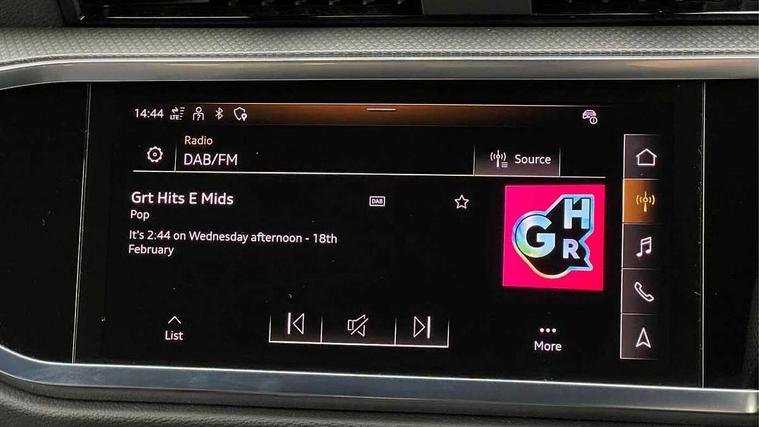 14:44 LTE
Radio
DAB/FM
Source
Grt Hits E Mids
DAB
Pop
It's 2:44 on Wednesday afternoon - 18th
February
GHR
List
More